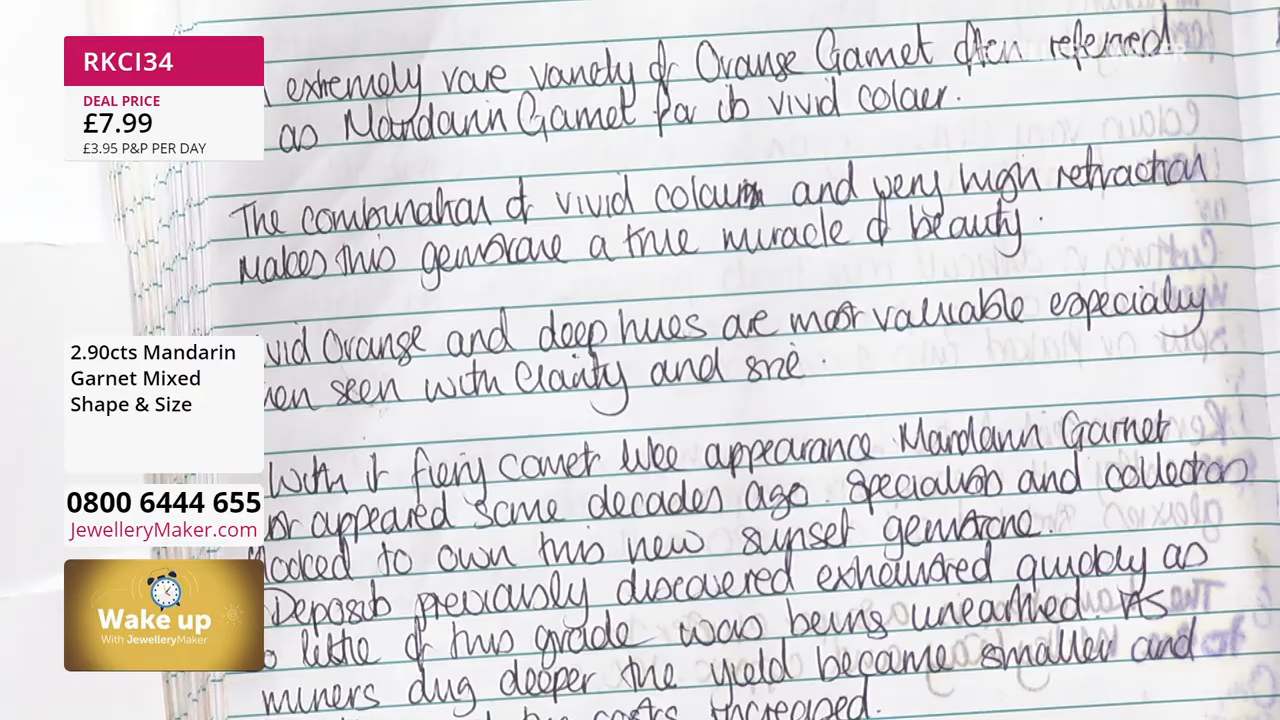 RKCI34
DEAL PRICE
£7.99
£3.95 P&P PER DAY
2.90cts Mandarin
Garnet Mixed
Shape & Size
0800 6444 655
JewelleryMaker.com
Wake up
With JewelleryMaker
extremely rare variety of Orange Garnet often referred
as Mandarin Garnet for its vivid colour.
The combination of vivid colour and very high refraction
makes this gemstone a true miracle of beauty.
vivid Orange and deep hues are most valuable especially
when seen with Clarity and size.
With it fiery comet like appearance Mandarin Garnet
appeared some decades ago. Specialists and collectors
looked to own this new sunset gemstone.
Deposits previously discovered exhausted quickly as
so little of this grade was being unearthed. As
miners dug deeper the yield became smaller and
costs increased.